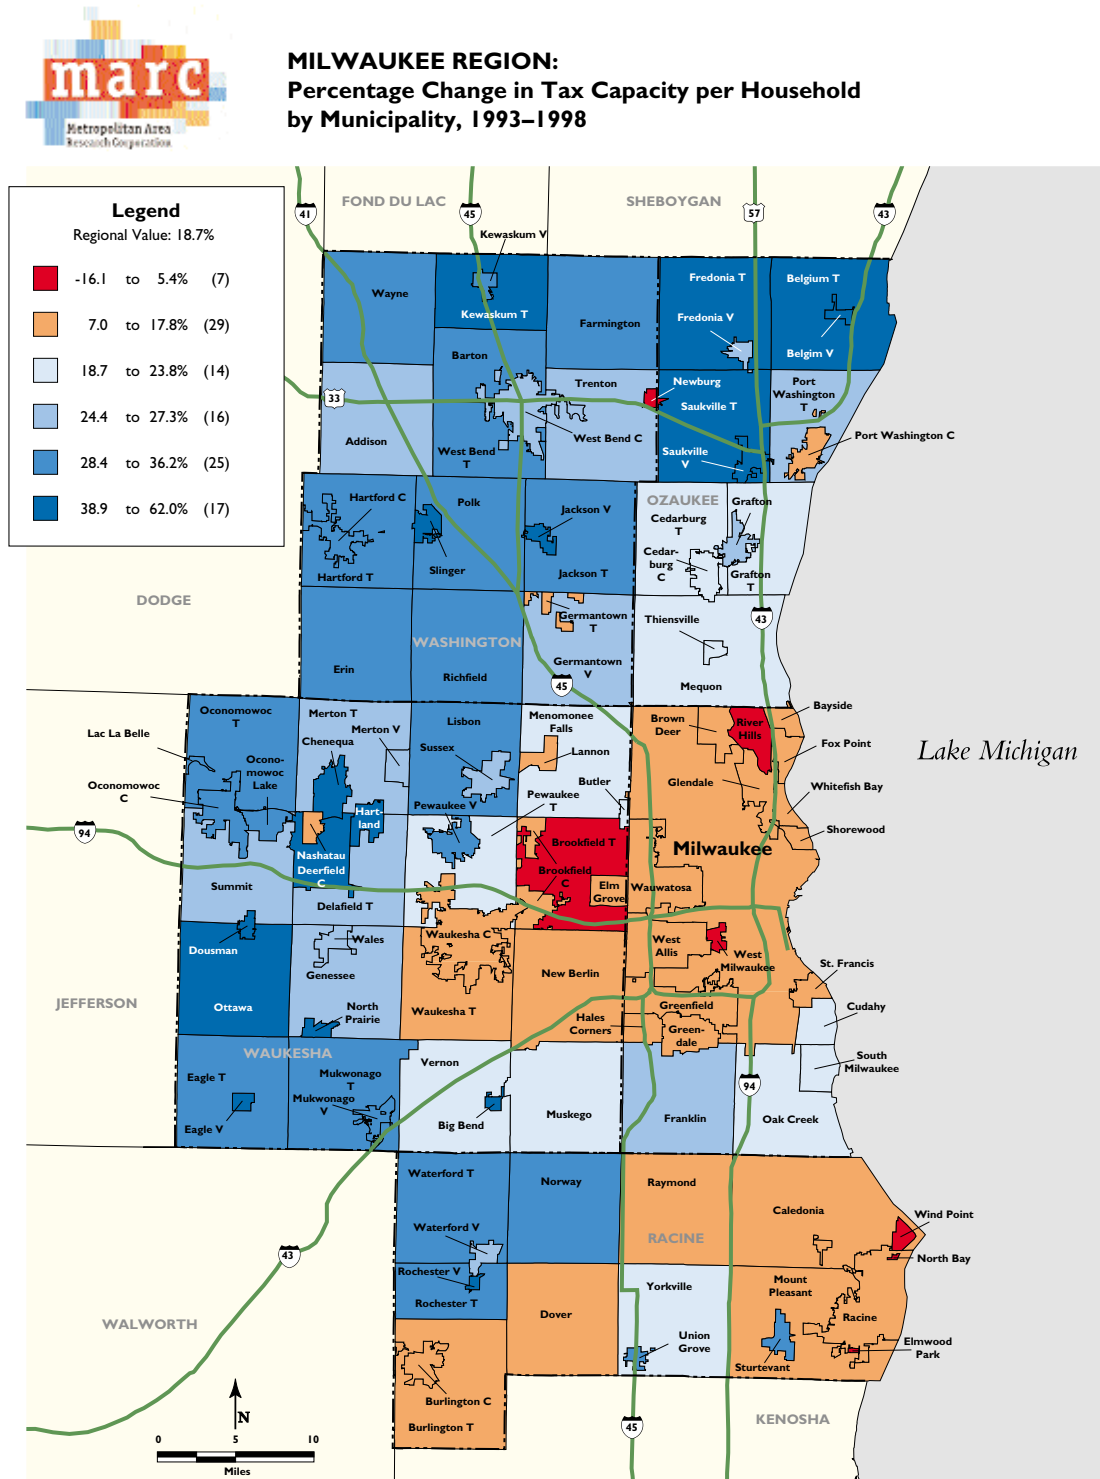 marc
Metropolitan Area
Research Corporation
MILWAUKEE REGION:
Percentage Change in Tax Capacity per Household
by Municipality, 1993–1998
Legend
Regional Value: 18.7%
-16.1 to 5.4% (7)
7.0 to 17.8% (29)
18.7 to 23.8% (14)
24.4 to 27.3% (16)
28.4 to 36.2% (25)
38.9 to 62.0% (17)
FOND DU LAC
SHEBOYGAN
41
45
57
43
Kewaskum V
Wayne
Kewaskum T
Farmington
Fredonia T
Belgium T
Fredonia V
Belgim V
Barton
Trenton
Newburg
Saukville T
Port
Washington
T
33
Addison
West Bend C
West Bend
T
Saukville
V
Port Washington C
Hartford C
Polk
Jackson V
OZAUKEE
Grafton
Cedarburg
T
Slinger
Cedar-
burg
C
Hartford T
Jackson T
Grafton
T
DODGE
Germantown
T
Thiensville
43
WASHINGTON
Erin
Richfield
Germantown
V
45
Mequon
Oconomowoc
T
Merton T
Lisbon
Menomonee
Falls
Brown
Deer
River
Hills
Bayside
Lac La Belle
Merton V
Chenequa
Sussex
Lannon
Fox Point
Lake Michigan
Ocono-
mowoc
Lake
Oconomowoc
C
Butler
Glendale
Whitefish Bay
Pewaukee V
Pewaukee
T
Hart-
land
Shorewood
94
Brookfield T
Milwaukee
Nashatau
Deerfield
C
Brookfield
C
Elm
Grove
Wauwatosa
Summit
Delafield T
Dousman
Wales
Waukesha C
West
Allis
West
Milwaukee
Genessee
New Berlin
St. Francis
JEFFERSON
Ottawa
North
Prairie
Waukesha T
Hales
Corners
Greenfield
Green-
dale
Cudahy
WAUKESHA
Vernon
South
Milwaukee
Eagle T
Mukwonago
T
Mukwonago
V
94
Eagle V
Big Bend
Muskego
Franklin
Oak Creek
Waterford T
Norway
Raymond
Caledonia
Wind Point
Waterford V
RACINE
43
North Bay
Rochester V
Rochester T
Yorkville
Mount
Pleasant
Dover
Racine
WALWORTH
Union
Grove
Elmwood
Park
Sturtevant
Burlington C
Burlington T
N
45
KENOSHA
0 5 10
Miles